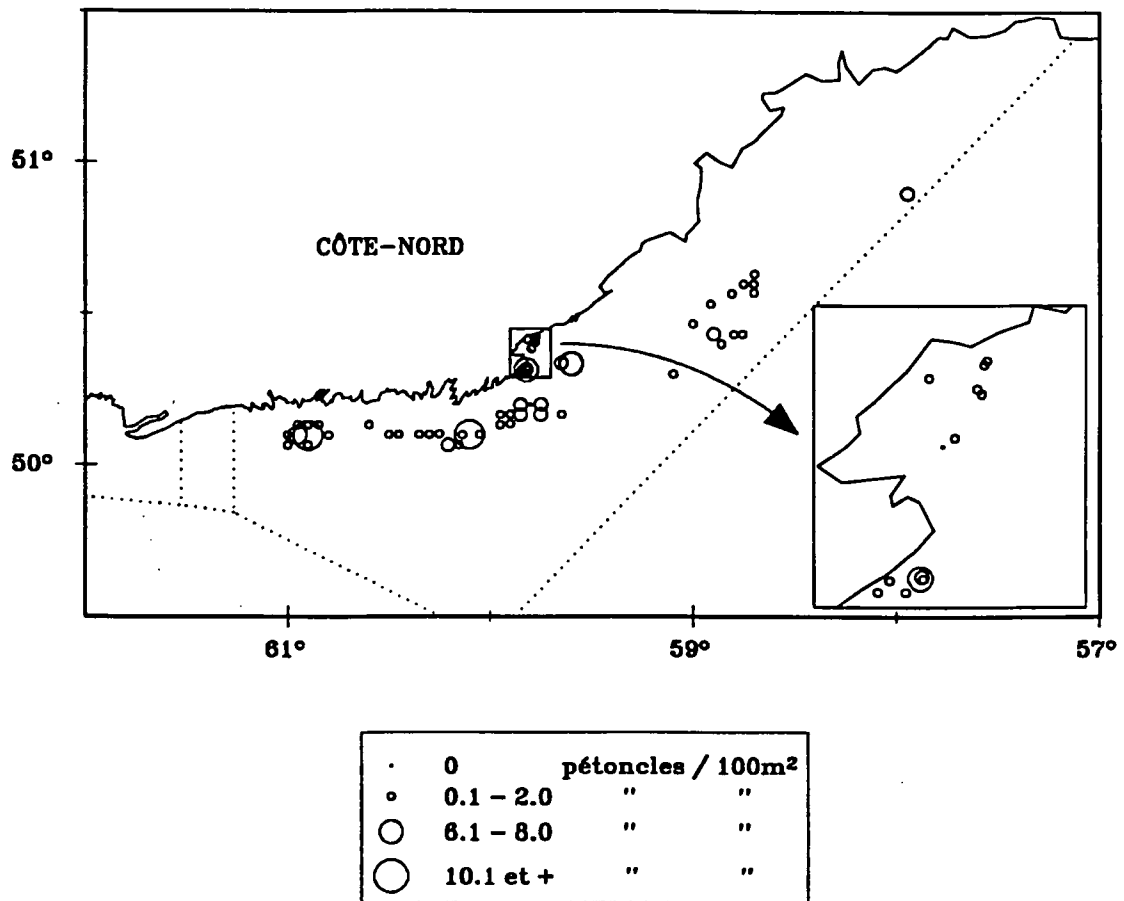 51°
CÔTE-NORD
50°
61°
59°
57°
0 pétoncles / 100m²
0.1 - 2.0 " "
6.1 - 8.0 " "
10.1 et + " "